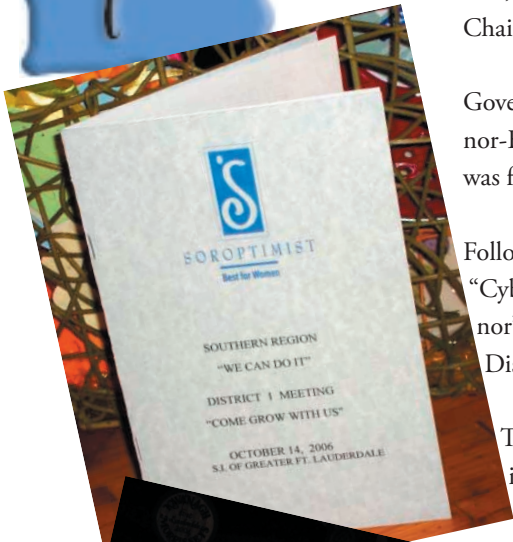 Chai
Gove
nor-
was f
Follo
"Cyb
nor'
Dis
T
i
S
SOROPTIMIST
Best for Women
SOUTHERN REGION
"WE CAN DO IT"
DISTRICT 1 MEETING
"COME GROW WITH US"
OCTOBER 14, 2006
S.I. OF GREATER FT. LAUDERDALE